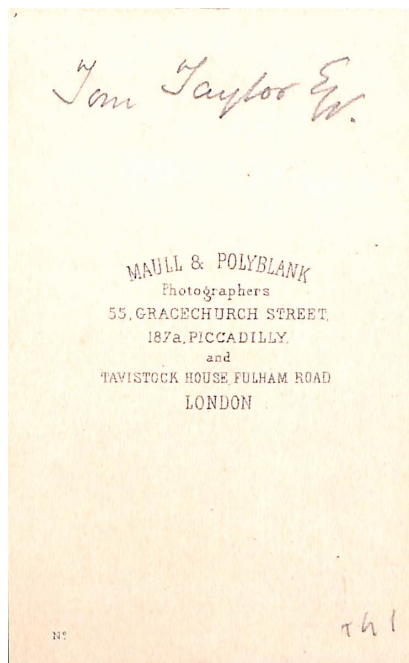 Tom Taylor Esq.
MAULL & POLYBLANK
Photographers
55, GRACECHURCH STREET,
187a, PICCADILLY,
and
TAVISTOCK HOUSE, FULHAM ROAD
LONDON
Nº